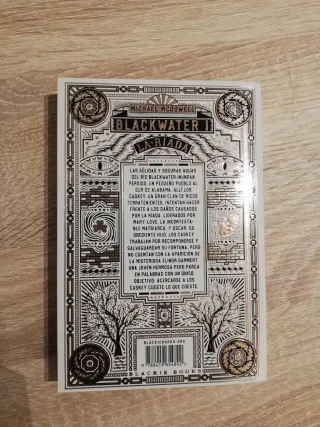 MICHAEL MCDOWELL
BLACKWATER I
LA RIADA
LAS GÉLIDAS Y OSCURAS AGUAS
DEL RÍO BLACKWATER INUNDAN
PERDIDO, UN PEQUEÑO PUEBLO AL
SUR DE ALABAMA. ALLÍ LOS
CASKEY, UN GRAN CLAN DE RICOS
TERRATENIENTES, INTENTAN HACER
FRENTE A LOS DAÑOS CAUSADOS
POR LA RIADA. LIDERADOS POR
MARY-LOVE, LA INCONTESTA-
BLE MATRIARCA, Y OSCAR, SU
OBEDIENTE HIJO, LOS CASKEY
TRABAJAN POR RECOMPONERSE Y
SALVAGUARDAR SU FORTUNA. PERO
NO CUENTAN CON LA APARICIÓN DE
LA MISTERIOSA ELINOR DAMMERT,
UNA JOVEN HERMOSA PERO PARCA
EN PALABRAS CON UN ÚNICO
OBJETIVO: ACERCARSE A LOS
CASKEY CUESTE LO QUE CUESTE.
BLACKIEBOOKS.ORG
BLACKIE BOOKS